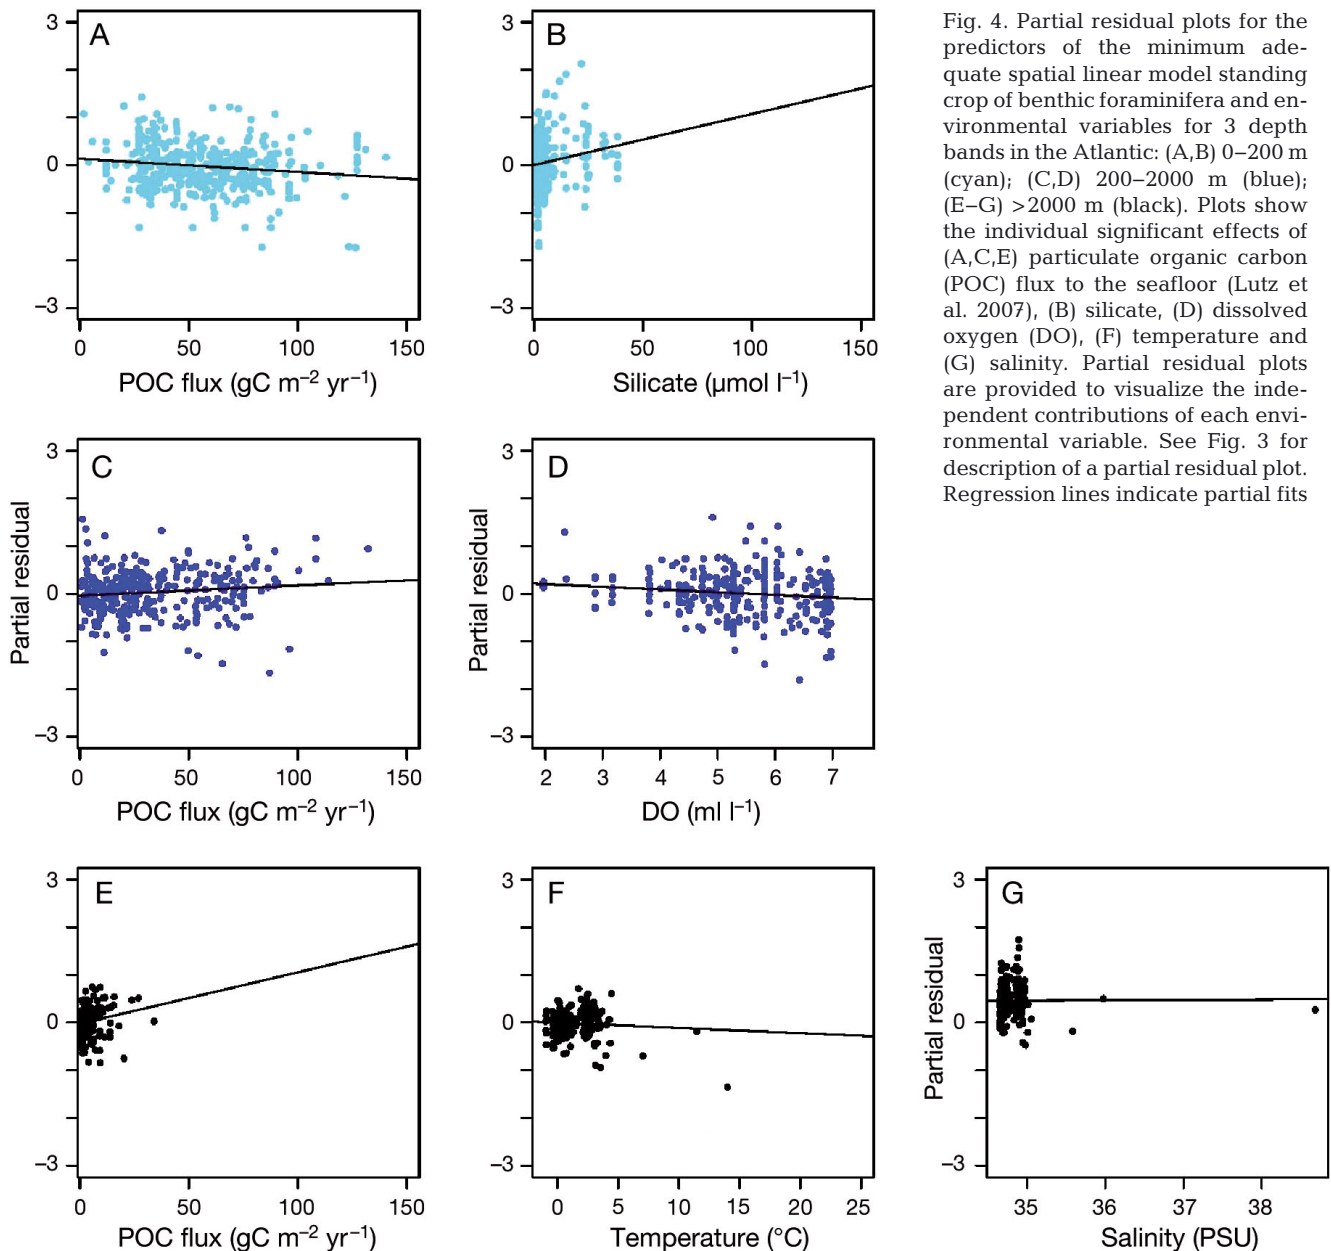 A
3
0
–3
0
50
100
150
POC flux (gC m⁻² yr⁻¹)
B
3
0
–3
0
50
100
150
Silicate (µmol l⁻¹)
Fig. 4. Partial residual plots for the
predictors of the minimum ade-
quate spatial linear model standing
crop of benthic foraminifera and en-
vironmental variables for 3 depth
bands in the Atlantic: (A,B) 0–200 m
(cyan); (C,D) 200–2000 m (blue);
(E–G) >2000 m (black). Plots show
the individual significant effects of
(A,C,E) particulate organic carbon
(POC) flux to the seafloor (Lutz et
al. 2007), (B) silicate, (D) dissolved
oxygen (DO), (F) temperature and
(G) salinity. Partial residual plots
are provided to visualize the inde-
pendent contributions of each envi-
ronmental variable. See Fig. 3 for
description of a partial residual plot.
Regression lines indicate partial fits
C
Partial residual
3
0
–3
0
50
100
150
POC flux (gC m⁻² yr⁻¹)
D
Partial residual
3
0
–3
2
3
4
5
6
7
DO (ml l⁻¹)
E
3
0
–3
0
50
100
150
POC flux (gC m⁻² yr⁻¹)
F
3
0
–3
0
5
10
15
20
25
Temperature (°C)
G
Partial residual
3
0
–3
35
36
37
38
Salinity (PSU)